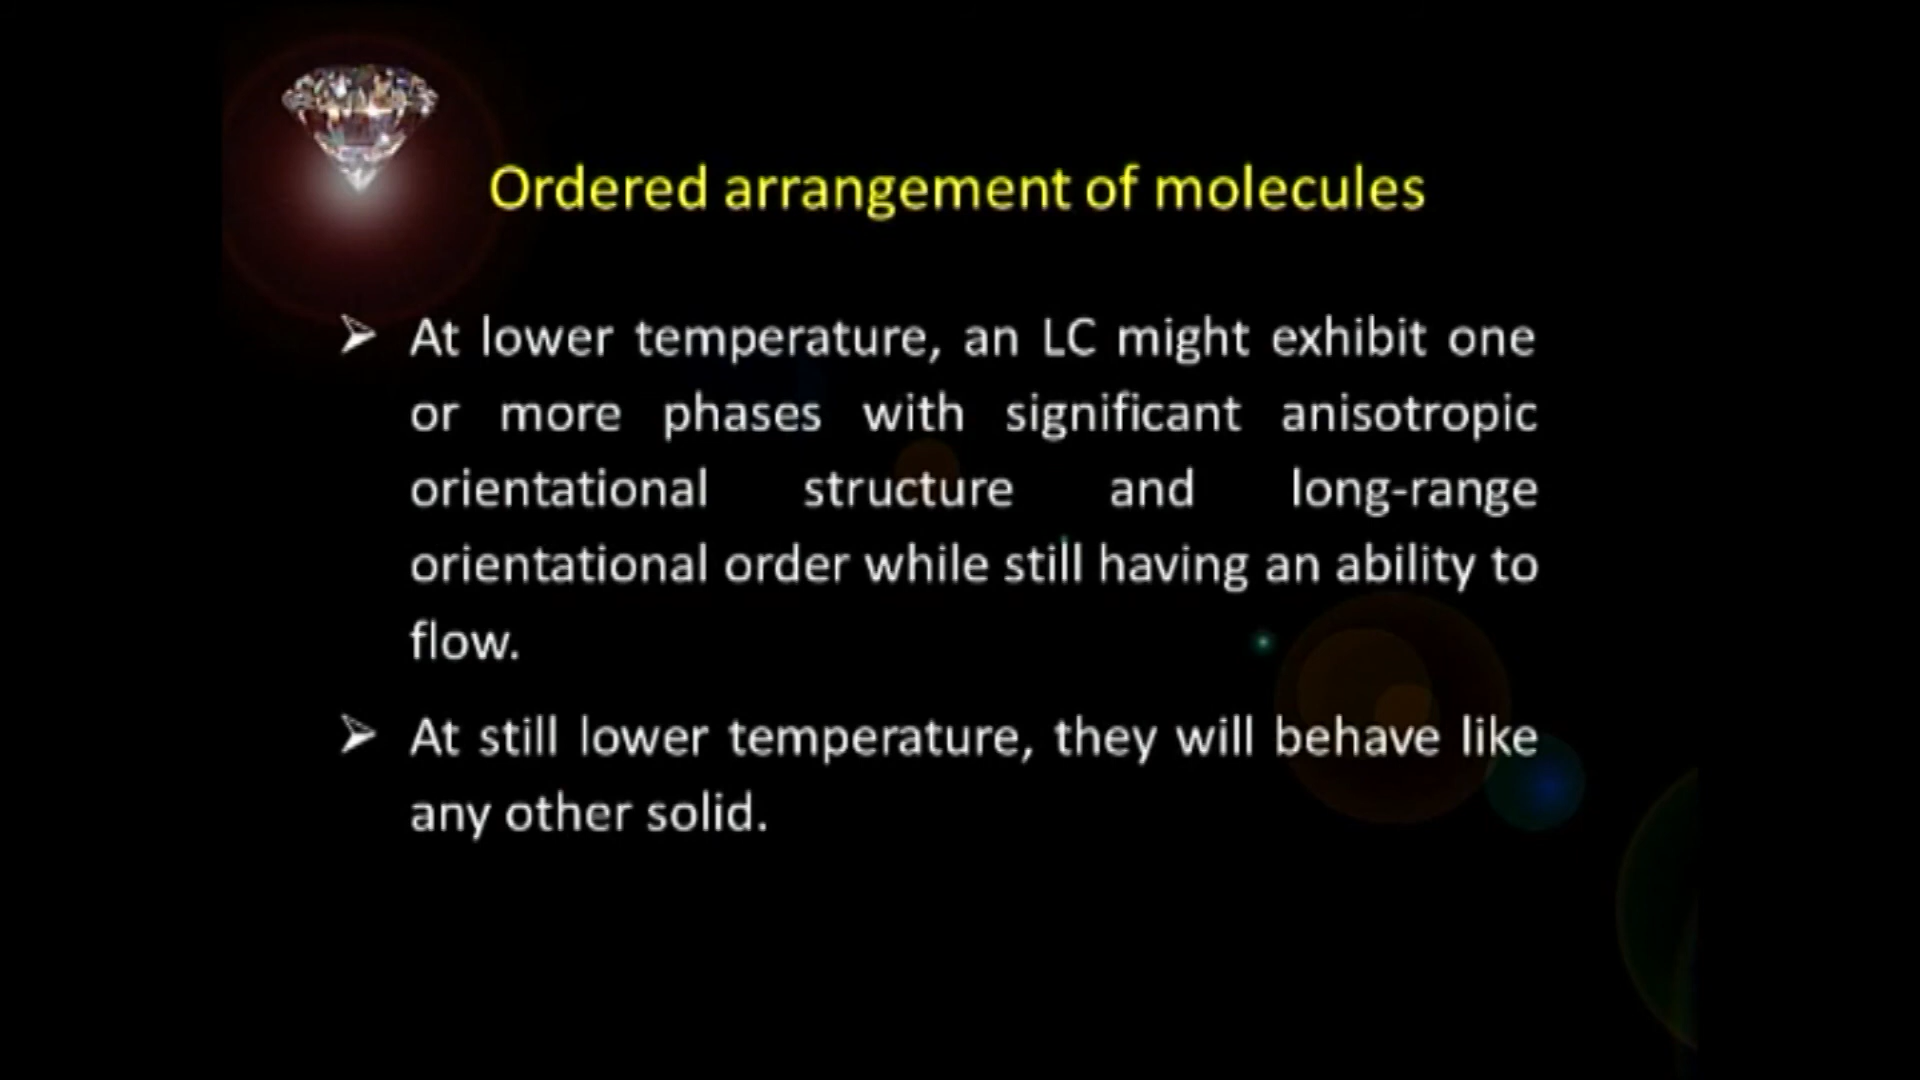 Ordered arrangement of molecules
➢ At lower temperature, an LC might exhibit one
or more phases with significant anisotropic
orientational structure and long-range
orientational order while still having an ability to
flow.
➢ At still lower temperature, they will behave like
any other solid.